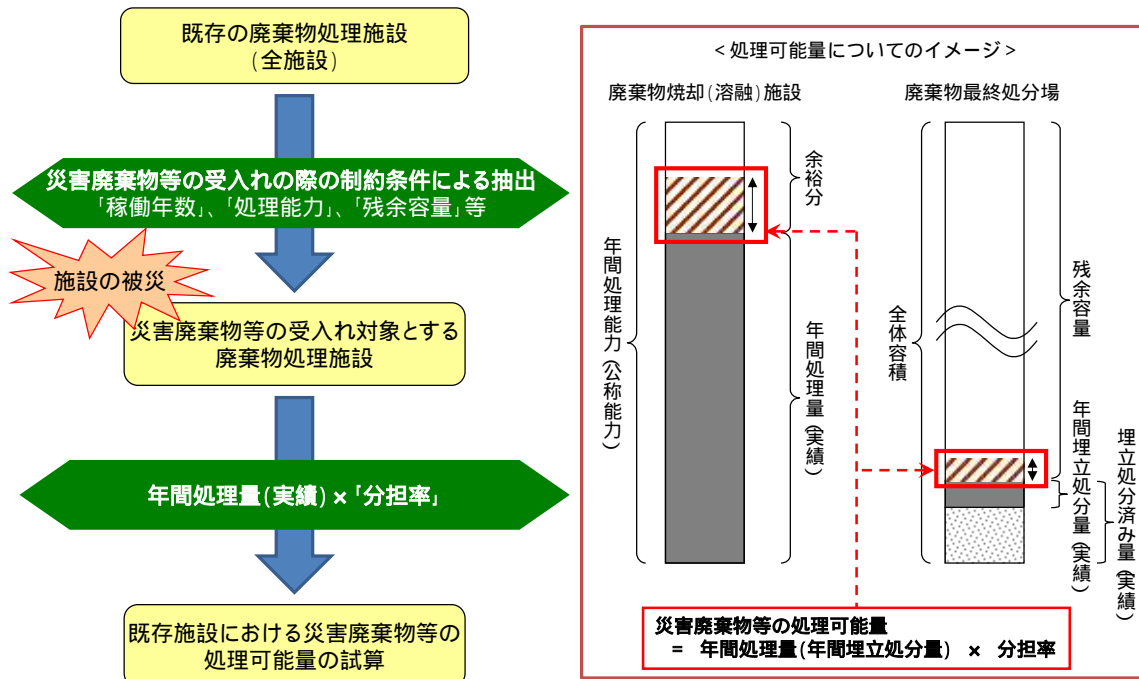 既存の廃棄物処理施設
(全施設)
災害廃棄物等の受入れの際の制約条件による抽出
「稼働年数」、「処理能力」、「残余容量」等
施設の被災
災害廃棄物等の受入れ対象とする
廃棄物処理施設
年間処理量(実績)×「分担率」
既存施設における災害廃棄物等の
処理可能量の試算
<処理可能量についてのイメージ>
廃棄物焼却(溶融)施設
年間処理能力(公称能力)
余裕分
年間処理量(実績)
廃棄物最終処分場
全体容積
残余容量
年間埋立処分量(実績)
埋立処分済み量(実績)
災害廃棄物等の処理可能量
= 年間処理量(年間埋立処分量) × 分担率